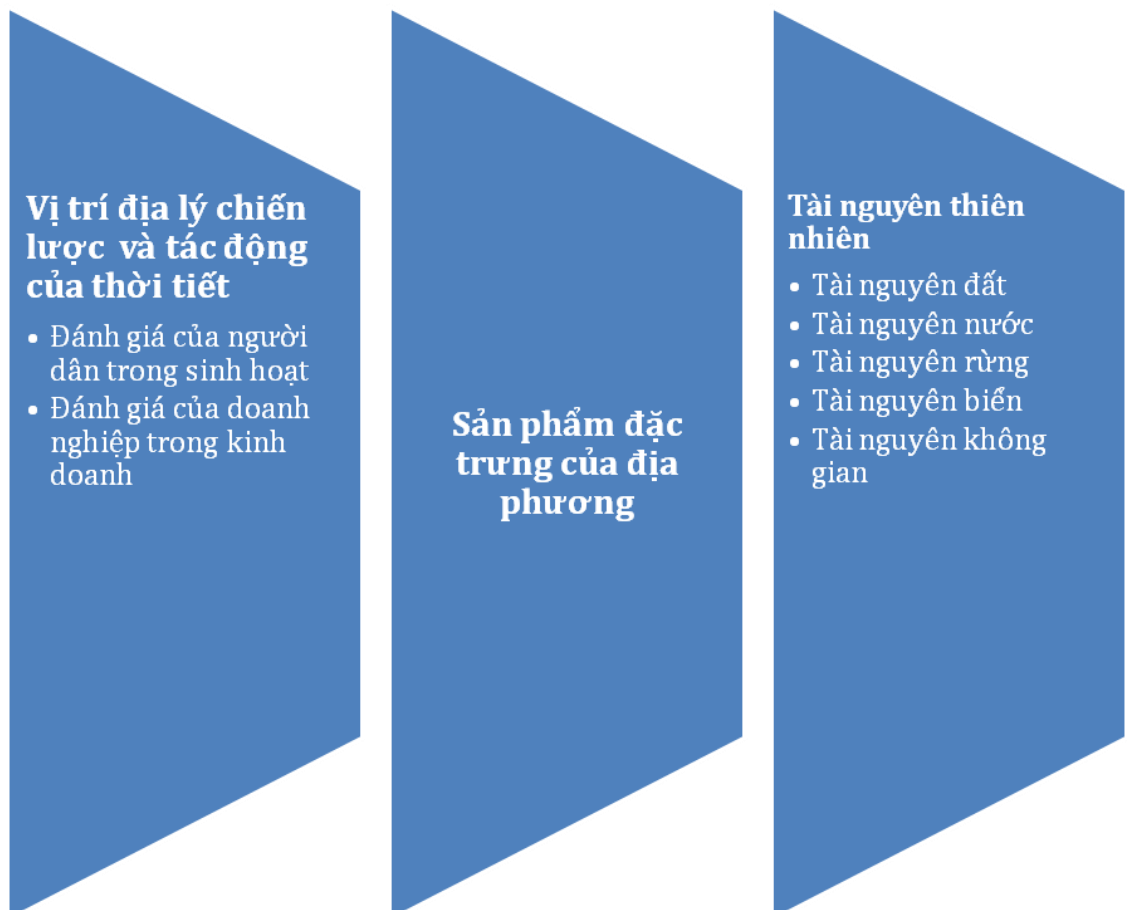 Vị trí địa lý chiến
lược và tác động
của thời tiết
• Đánh giá của người
dân trong sinh hoạt
• Đánh giá của doanh
nghiệp trong kinh
doanh
Sản phẩm đặc
trưng của địa
phương
Tài nguyên thiên
nhiên
• Tài nguyên đất
• Tài nguyên nước
• Tài nguyên rừng
• Tài nguyên biển
• Tài nguyên không
gian